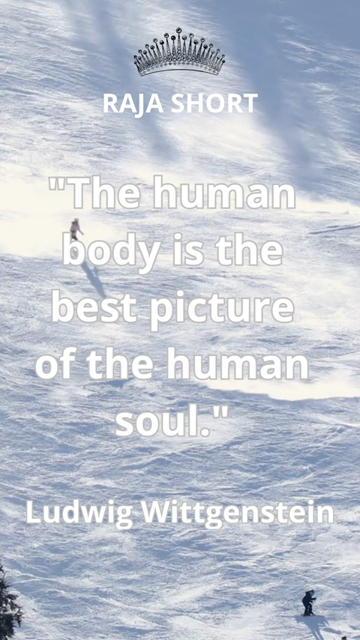 RAJA SHORT
"The human
body is the
best picture
of the human
soul."
Ludwig Wittgenstein